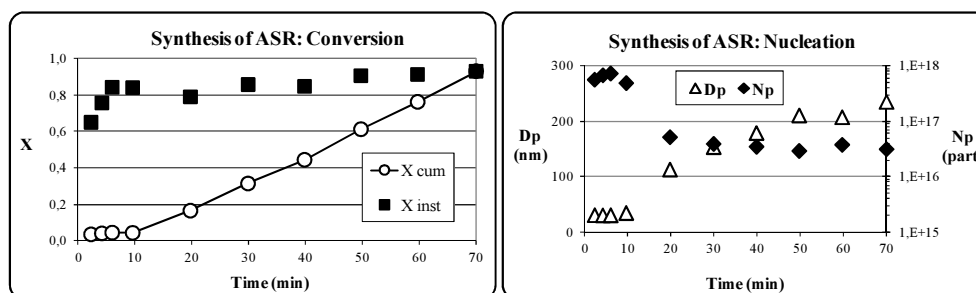 Synthesis of ASR: Conversion
1,0
0,8
0,6
0,4
0,2
0,0
X
X cum
X inst
0 10 20 30 40 50 60 70
Time (min)
Synthesis of ASR: Nucleation
300
200
100
0
Dp
(nm)
Dp Np
1,E+18
1,E+17
1,E+16
1,E+15
Np
(part
0 10 20 30 40 50 60 70
Time (min)